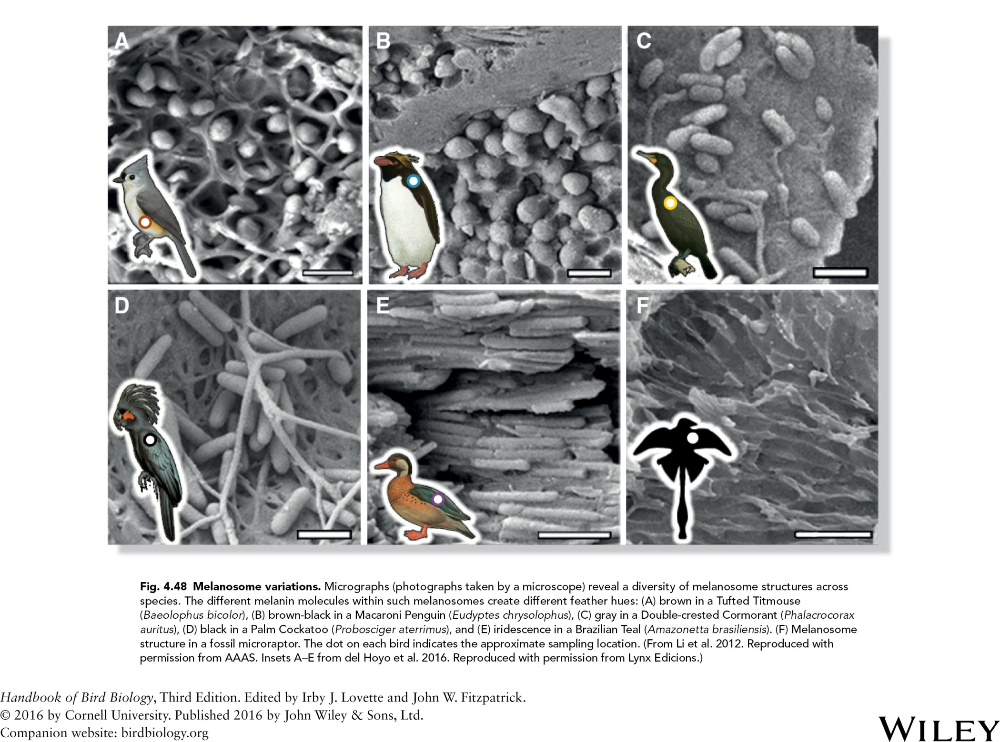 A
B
C
D
E
F
Fig. 4.48 Melanosome variations. Micrographs (photographs taken by a microscope) reveal a diversity of melanosome structures across
species. The different melanin molecules within such melanosomes create different feather hues: (A) brown in a Tufted Titmouse
(Baeolophus bicolor), (B) brown-black in a Macaroni Penguin (Eudyptes chrysolophus), (C) gray in a Double-crested Cormorant (Phalacrocorax
auritus), (D) black in a Palm Cockatoo (Probosciger aterrimus), and (E) iridescence in a Brazilian Teal (Amazonetta brasiliensis). (F) Melanosome
structure in a fossil microraptor. The dot on each bird indicates the approximate sampling location. (From Li et al. 2012. Reproduced with
permission from AAAS. Insets A–E from del Hoyo et al. 2016. Reproduced with permission from Lynx Edicions.)
Handbook of Bird Biology, Third Edition. Edited by Irby J. Lovette and John W. Fitzpatrick.
© 2016 by Cornell University. Published 2016 by John Wiley & Sons, Ltd.
Companion website: birdbiology.org
WILEY